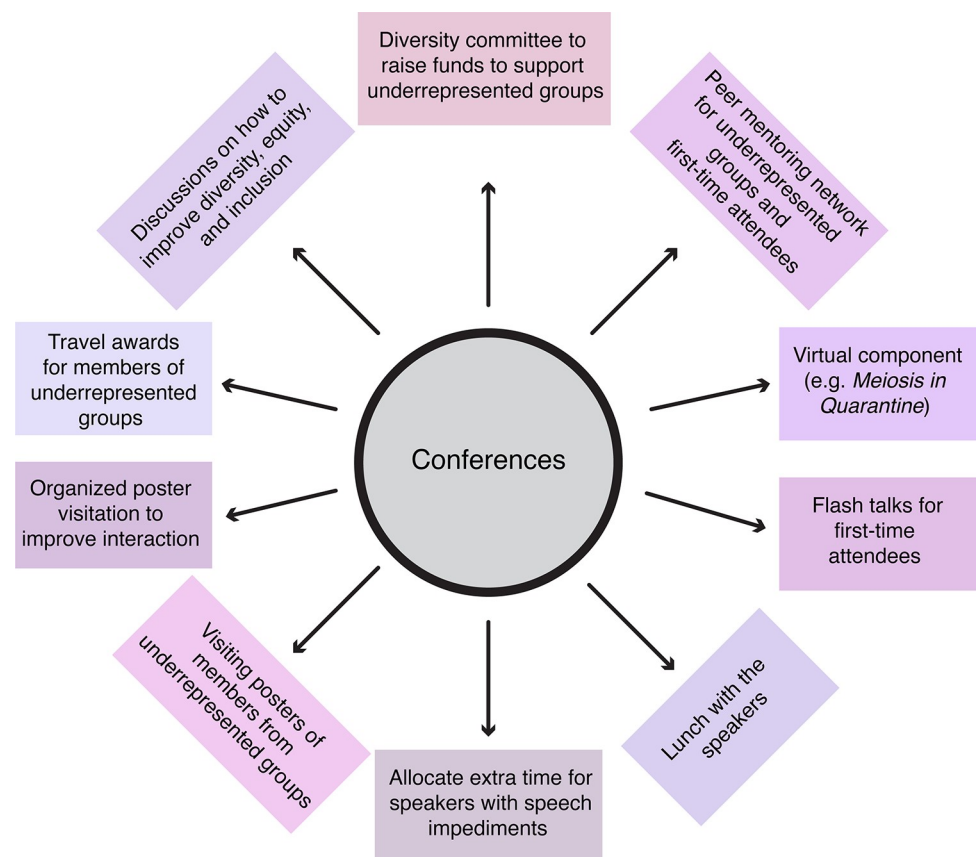 Diversity committee to
raise funds to support
underrepresented groups
Peer mentoring network
for underrepresented
groups and
first-time attendees
Virtual component
(e.g. Meiosis in
Quarantine)
Flash talks for
first-time
attendees
Lunch with the
speakers
Allocate extra time for
speakers with speech
impediments
Visiting posters of
members from
underrepresented groups
Organized poster
visitation to
improve interaction
Travel awards
for members of
underrepresented
groups
Discussions on how to
improve diversity, equity,
and inclusion
Conferences